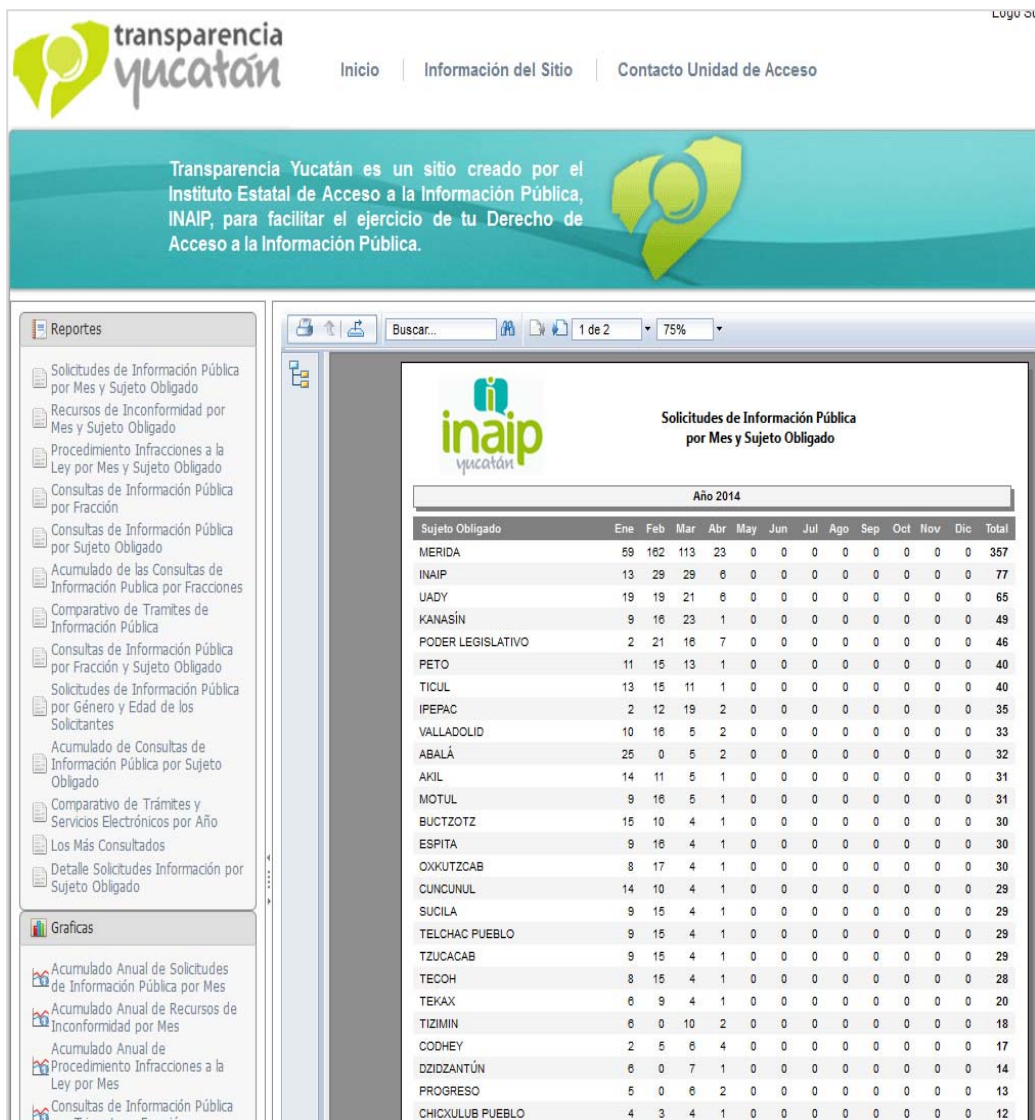 Logo Su
transparencia
yucatán
Inicio
Información del Sitio
Contacto Unidad de Acceso
Transparencia Yucatán es un sitio creado por el
Instituto Estatal de Acceso a la Información Pública,
INAIP, para facilitar el ejercicio de tu Derecho de
Acceso a la Información Pública.
Reportes
Solicitudes de Información Pública
por Mes y Sujeto Obligado
Recursos de Inconformidad por
Mes y Sujeto Obligado
Procedimiento Infracciones a la
Ley por Mes y Sujeto Obligado
Consultas de Información Pública
por Fracción
Consultas de Información Pública
por Sujeto Obligado
Acumulado de las Consultas de
Información Publica por Fracciones
Comparativo de Tramites de
Información Pública
Consultas de Información Pública
por Fracción y Sujeto Obligado
Solicitudes de Información Pública
por Género y Edad de los
Solicitantes
Acumulado de Consultas de
Información Pública por Sujeto
Obligado
Comparativo de Trámites y
Servicios Electrónicos por Año
Los Más Consultados
Detalle Solicitudes Información por
Sujeto Obligado
Graficas
Acumulado Anual de Solicitudes
de Información Pública por Mes
Acumulado Anual de Recursos de
Inconformidad por Mes
Acumulado Anual de
Procedimiento Infracciones a la
Ley por Mes
Consultas de Información Pública
Buscar...
1 de 2
75%
inaip
yucatán
Solicitudes de Información Pública
por Mes y Sujeto Obligado
Año 2014
Sujeto Obligado Ene Feb Mar Abr May Jun Jul Ago Sep Oct Nov Dic Total
MERIDA 59 162 113 23 0 0 0 0 0 0 0 0 357
INAIP 13 29 29 6 0 0 0 0 0 0 0 0 77
UADY 19 19 21 6 0 0 0 0 0 0 0 0 65
KANASÍN 9 16 23 1 0 0 0 0 0 0 0 0 49
PODER LEGISLATIVO 2 21 16 7 0 0 0 0 0 0 0 0 46
PETO 11 15 13 1 0 0 0 0 0 0 0 0 40
TICUL 13 15 11 1 0 0 0 0 0 0 0 0 40
IPEPAC 2 12 19 2 0 0 0 0 0 0 0 0 35
VALLADOLID 10 16 5 2 0 0 0 0 0 0 0 0 33
ABALÁ 25 0 5 2 0 0 0 0 0 0 0 0 32
AKIL 14 11 5 1 0 0 0 0 0 0 0 0 31
MOTUL 9 16 5 1 0 0 0 0 0 0 0 0 31
BUCTZOTZ 15 10 4 1 0 0 0 0 0 0 0 0 30
ESPITA 9 16 4 1 0 0 0 0 0 0 0 0 30
OXKUTZCAB 8 17 4 1 0 0 0 0 0 0 0 0 30
CUNCUNUL 14 10 4 1 0 0 0 0 0 0 0 0 29
SUCILA 9 15 4 1 0 0 0 0 0 0 0 0 29
TELCHAC PUEBLO 9 15 4 1 0 0 0 0 0 0 0 0 29
TZUCACAB 9 15 4 1 0 0 0 0 0 0 0 0 29
TECOH 8 15 4 1 0 0 0 0 0 0 0 0 28
TEKAX 6 9 4 1 0 0 0 0 0 0 0 0 20
TIZIMIN 6 0 10 2 0 0 0 0 0 0 0 0 18
CODHEY 2 5 6 4 0 0 0 0 0 0 0 0 17
DZIDZANTÚN 6 0 7 1 0 0 0 0 0 0 0 0 14
PROGRESO 5 0 6 2 0 0 0 0 0 0 0 0 13
CHICXULUB PUEBLO 4 3 4 1 0 0 0 0 0 0 0 0 12